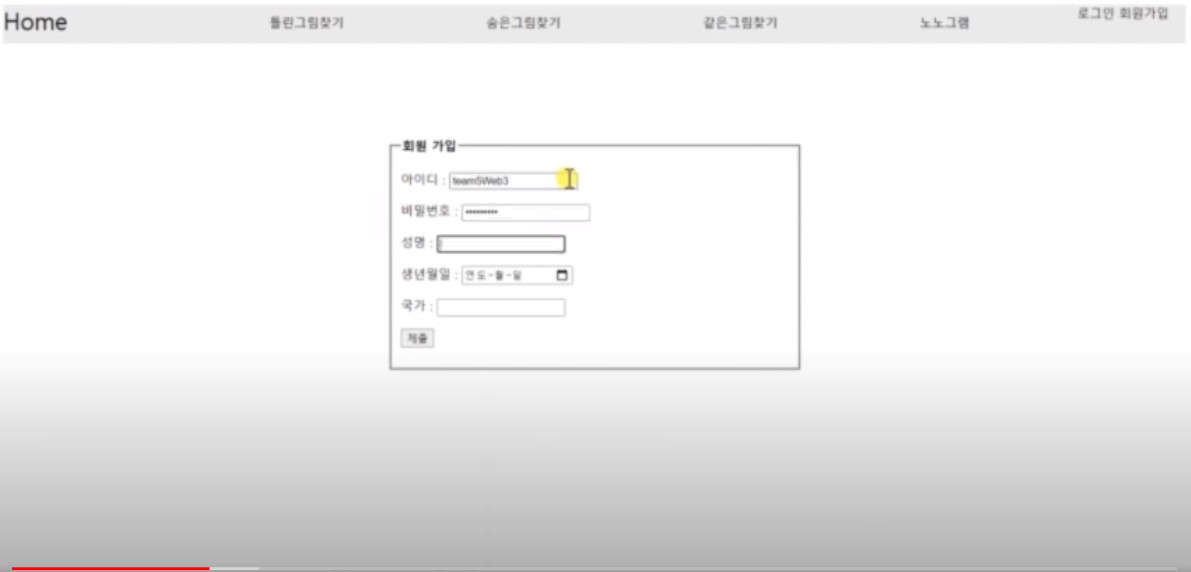 Home 틀린그림찾기 숨은그림찾기 같은그림찾기 노노그램 로그인 회원가입
회원 가입
아이디 : team5Web3
비밀번호 : •••••••••
성명 :
생년월일 : 연도-월-일
국가 :
제출